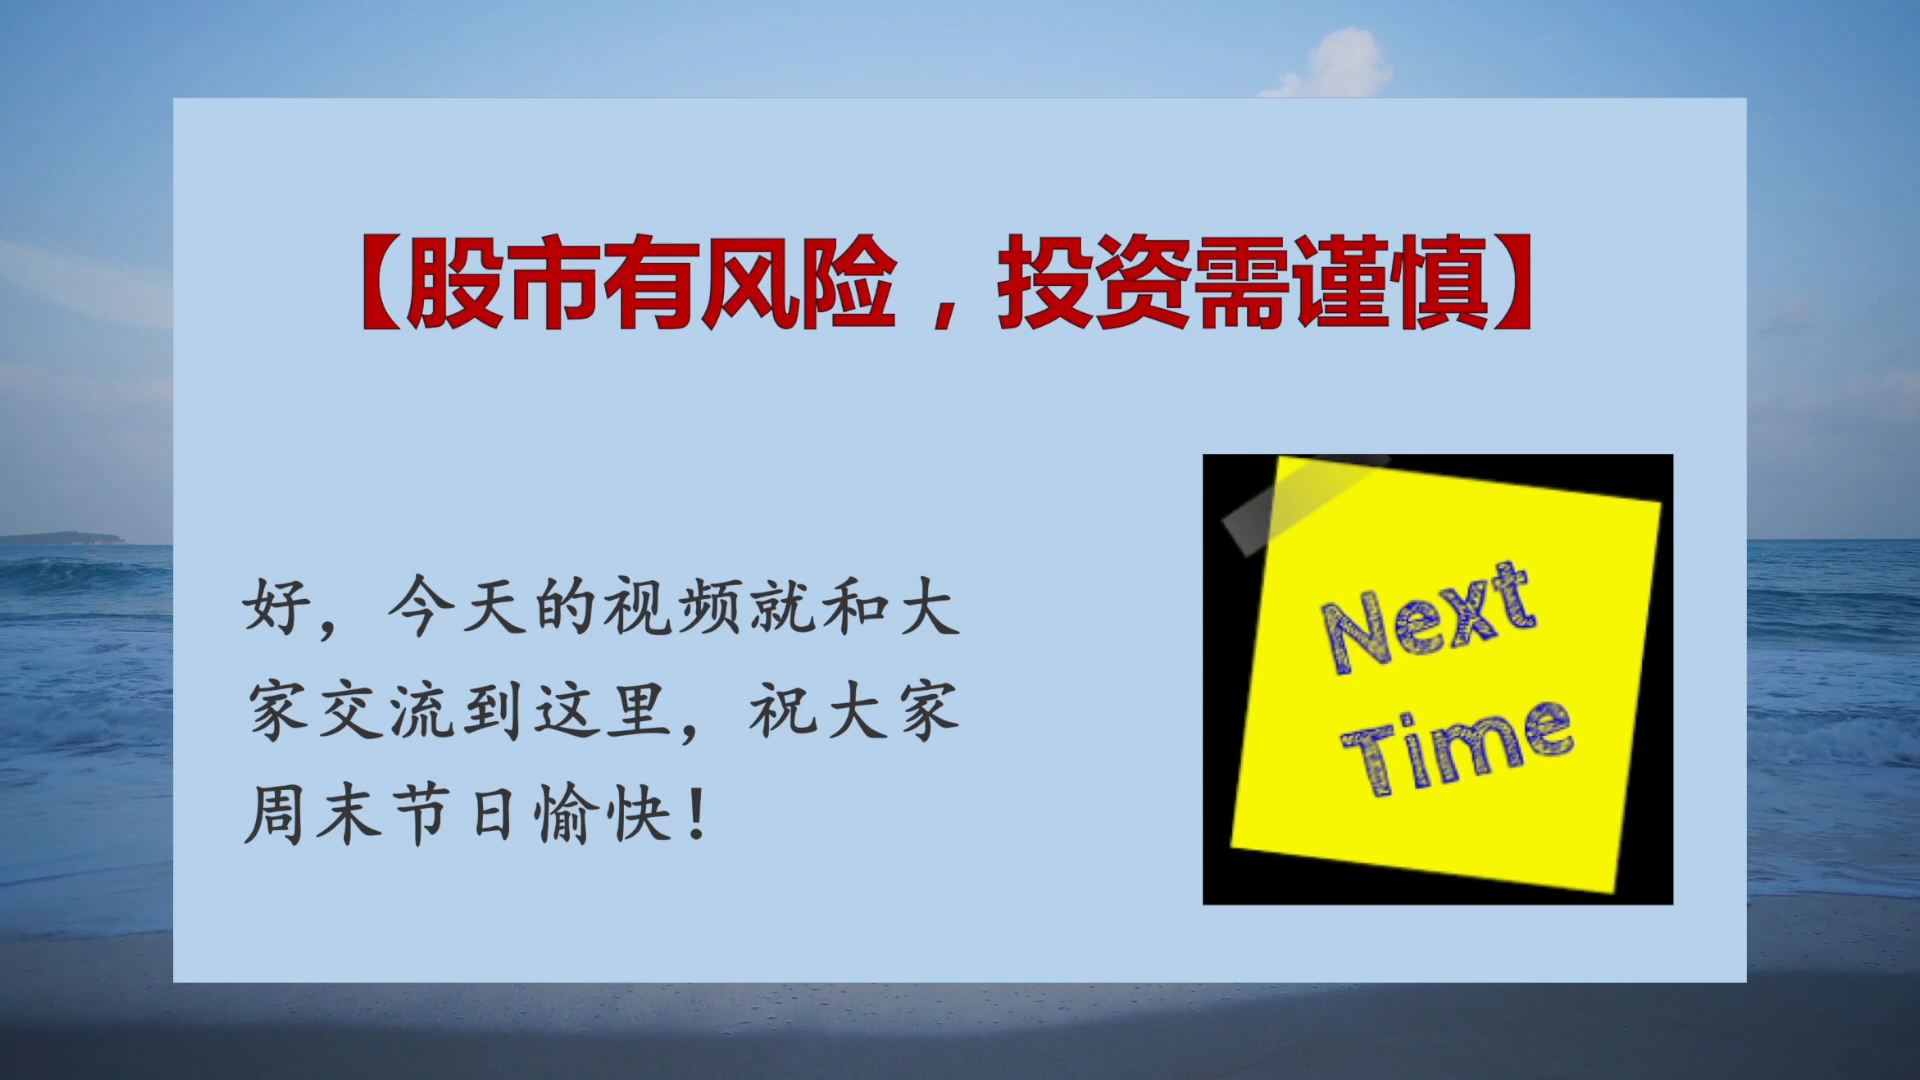 【股市有风险，投资需谨慎】
好，今天的视频就和大
家交流到这里，祝大家
周末节日愉快！
Next
Time